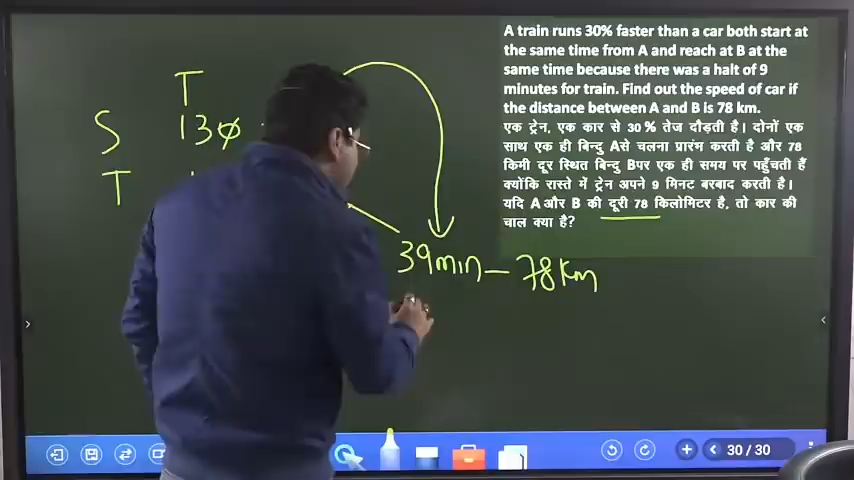 A train runs 30% faster than a car both start at
the same time from A and reach at B at the
same time because there was a halt of 9
minutes for train. Find out the speed of car if
the distance between A and B is 78 km.
एक ट्रेन, एक कार से 30 % तेज दौड़ती है। दोनों एक
साथ एक ही बिन्दु Aसे चलना प्रारंम करती है और 78
किमी दूर स्थित बिन्दु Bपर एक ही समय पर पहुँचती हैं
क्योंकि रास्ते में ट्रेन अपने 9 मिनट बरबाद करती है।
यदि A और B की दूरी 78 किलोमिटर है, तो कार की
चाल क्या है?
T
S 130
T
39min – 78km
30 / 30